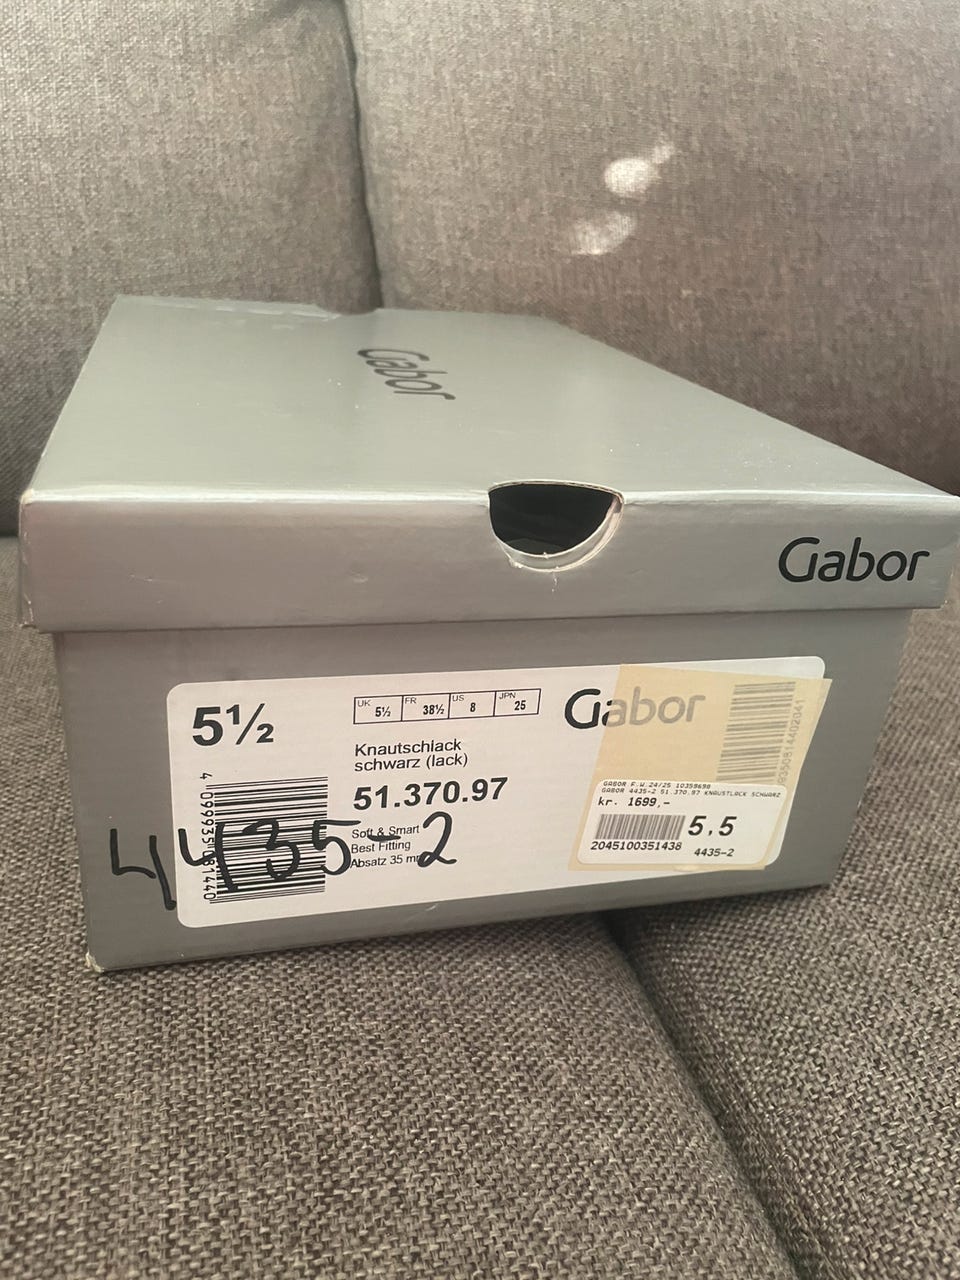 Gabor
Gabor
5½
UK 5½ FR 38½ US 8 JPN 25
Gabor
Knautschlack
schwarz (lack)
51.370.97
Soft & Smart
Best Fitting
Absatz 35 mm
4435-2
GABOR F.W.24/25 10359698
GABOR 4435-2 51.370.97 KNAUSTLACK SCHWARZ
kr. 1699,-
5.5
2045100351438
4435-2